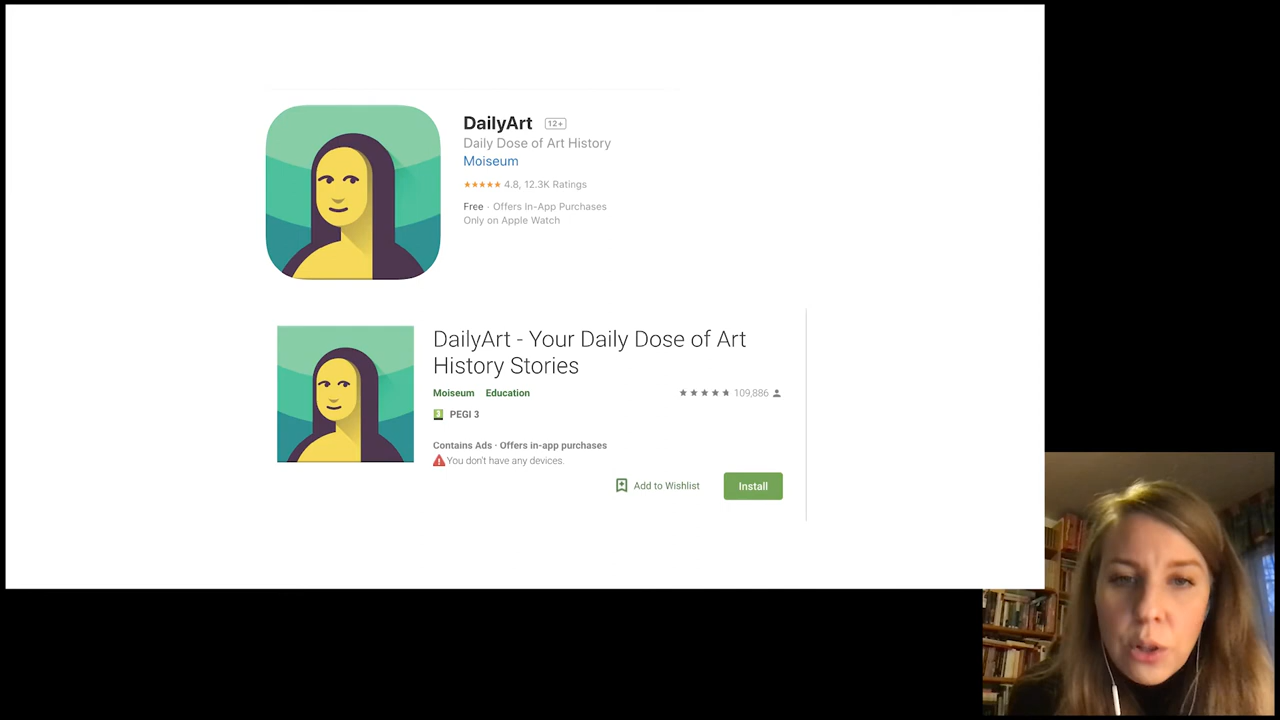 DailyArt 12+
Daily Dose of Art History
Moiseum
4.8, 12.3K Ratings
Free · Offers In-App Purchases
Only on Apple Watch
DailyArt - Your Daily Dose of Art
History Stories
Moiseum Education 109,886
3 PEGI 3
Contains Ads · Offers in-app purchases
You don't have any devices.
Add to Wishlist Install